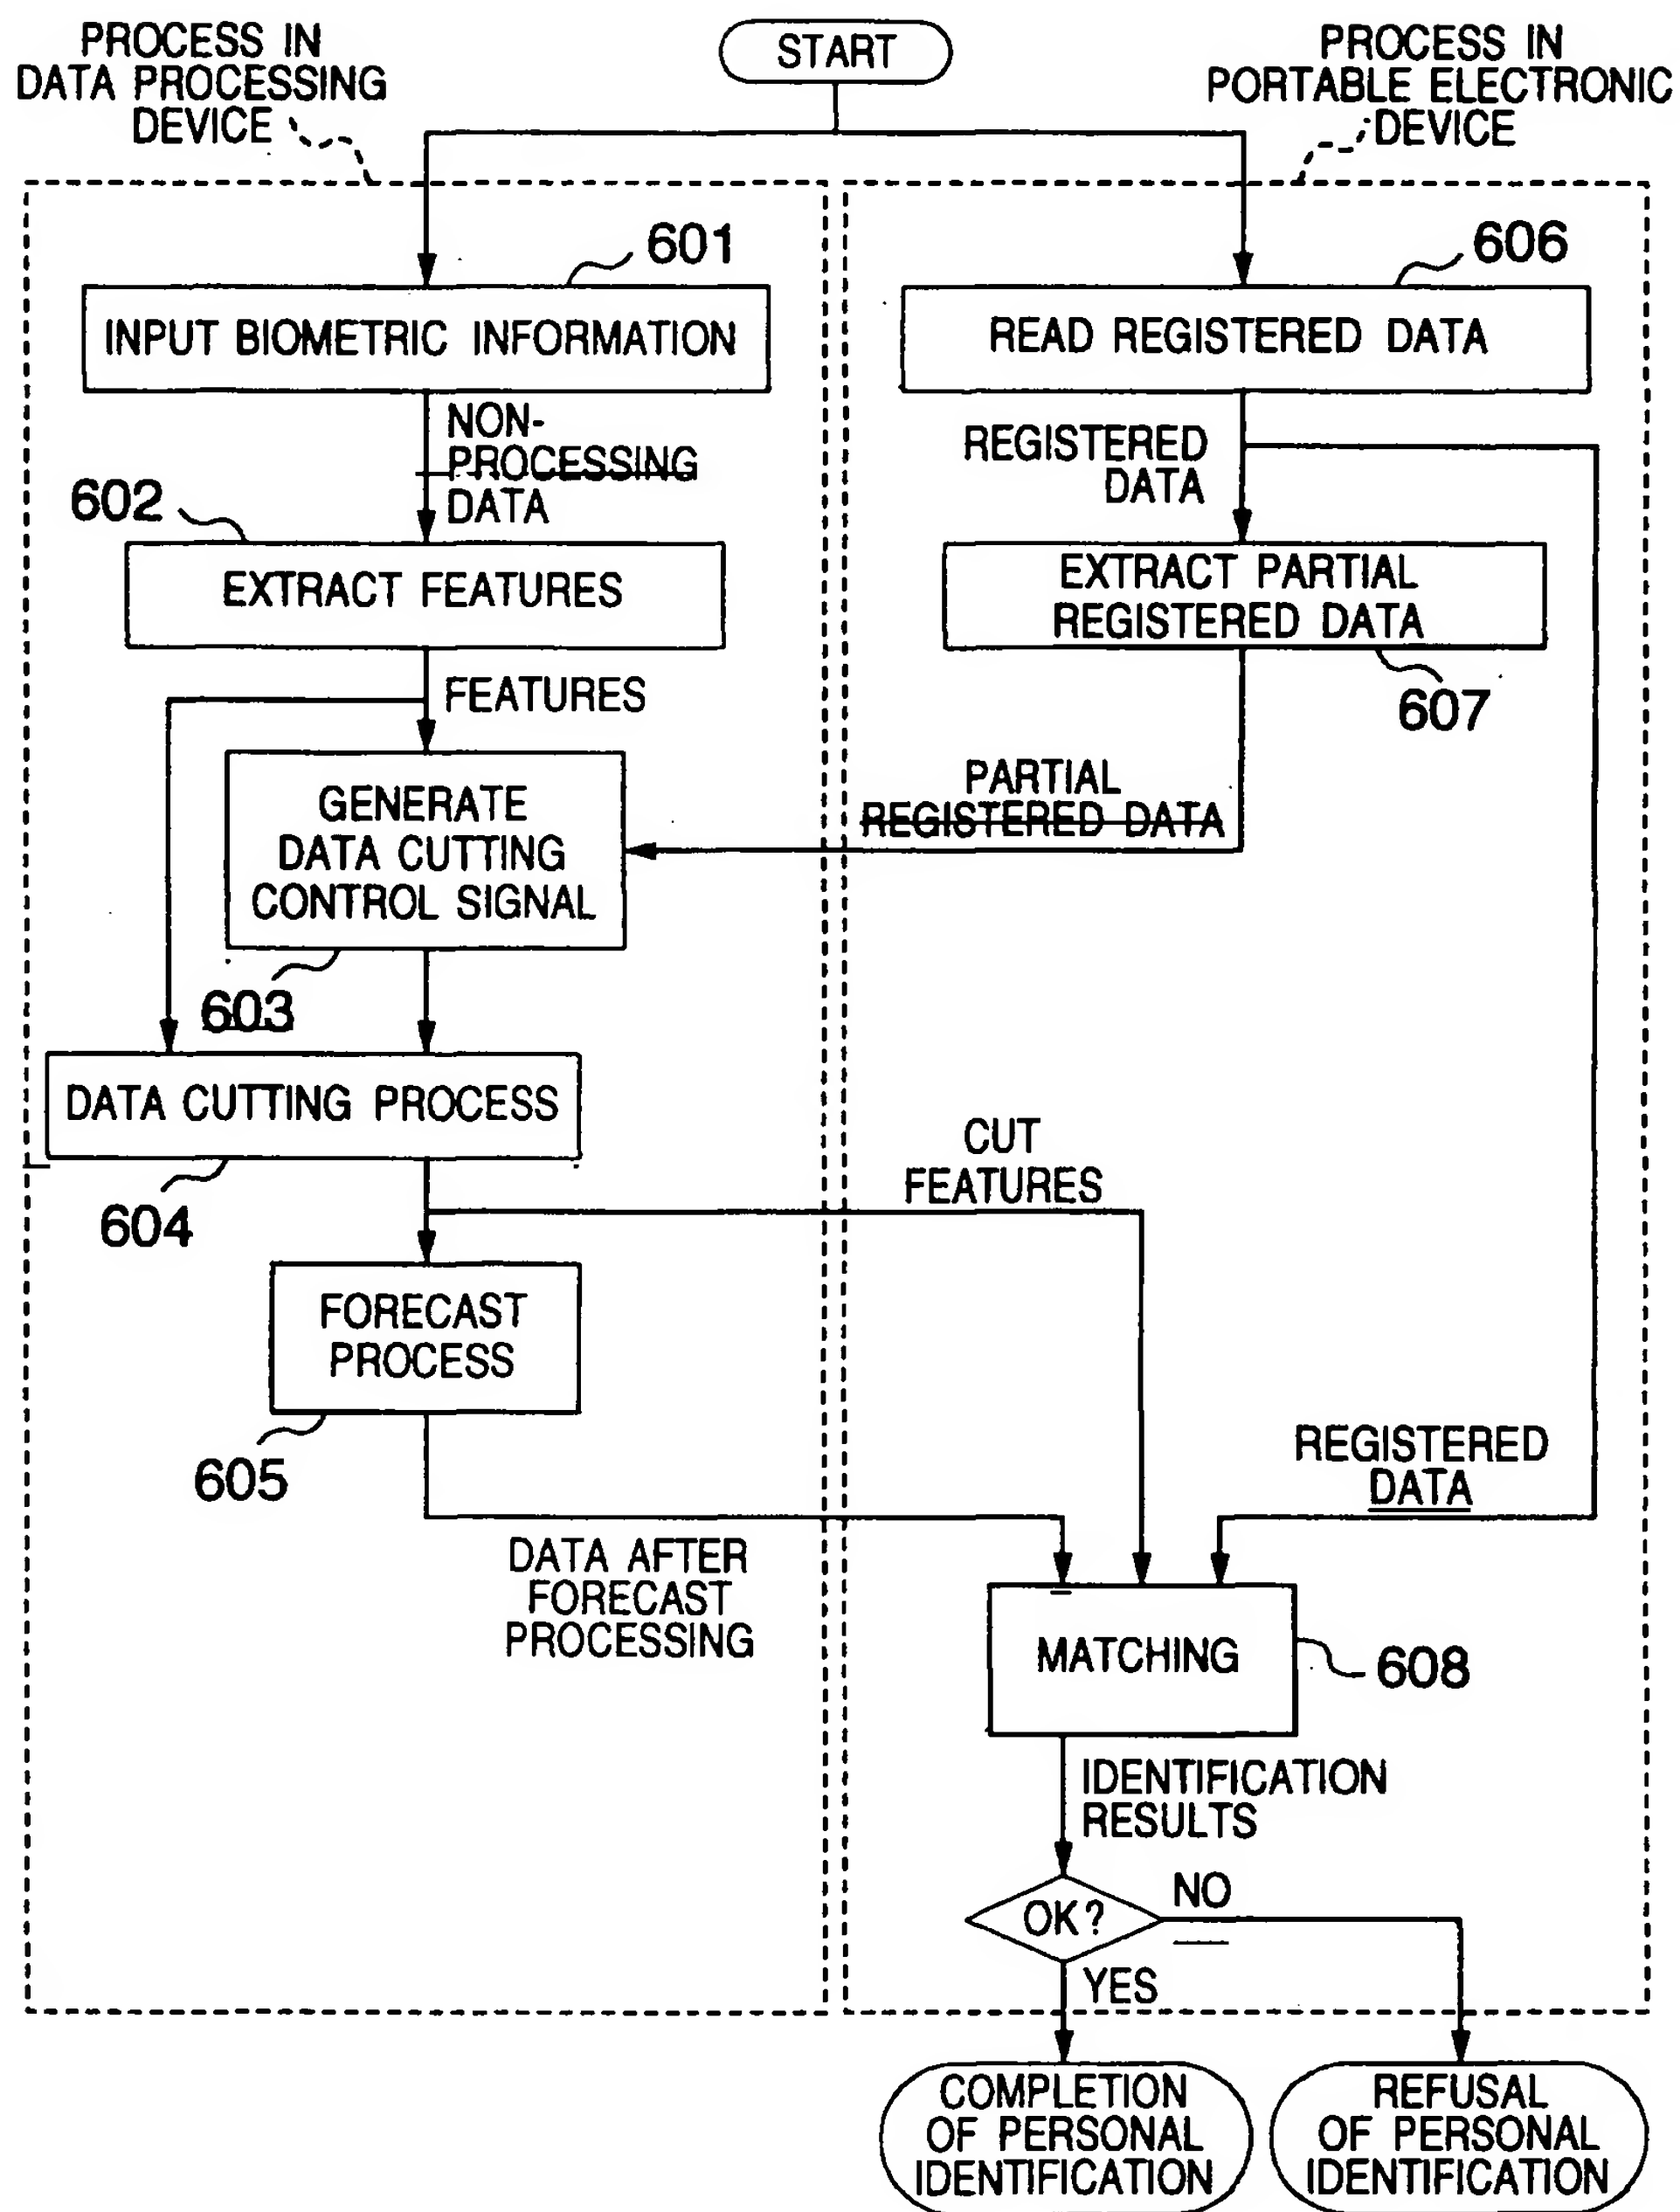 PROCESS IN
DATA PROCESSING
DEVICE
START
PROCESS IN
PORTABLE ELECTRONIC
DEVICE
601
606
INPUT BIOMETRIC INFORMATION
READ REGISTERED DATA
NON-
PROCESSING
DATA
REGISTERED
DATA
602
EXTRACT FEATURES
EXTRACT PARTIAL
REGISTERED DATA
607
FEATURES
GENERATE
DATA CUTTING
CONTROL SIGNAL
PARTIAL
REGISTERED DATA
603
DATA CUTTING PROCESS
604
CUT
FEATURES
FORECAST
PROCESS
605
REGISTERED
DATA
DATA AFTER
FORECAST
PROCESSING
MATCHING
608
IDENTIFICATION
RESULTS
OK?
NO
YES
COMPLETION
OF PERSONAL
IDENTIFICATION
REFUSAL
OF PERSONAL
IDENTIFICATION